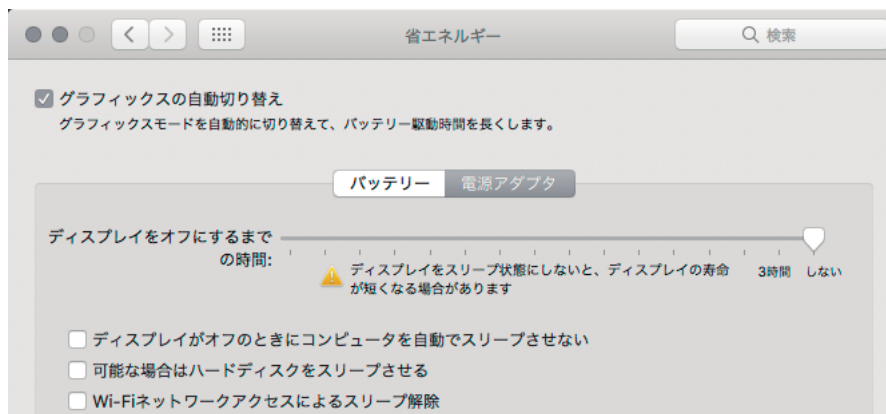 省エネルギー
検索
グラフィックスの自動切り替え
グラフィックスモードを自動的に切り替えて、バッテリー駆動時間を長くします。
バッテリー 電源アダプタ
ディスプレイをオフにするまで
の時間:
ディスプレイをスリープ状態にしないと、ディスプレイの寿命
が短くなる場合があります
3時間 しない
ディスプレイがオフのときにコンピュータを自動でスリープさせない
可能な場合はハードディスクをスリープさせる
Wi-Fiネットワークアクセスによるスリープ解除